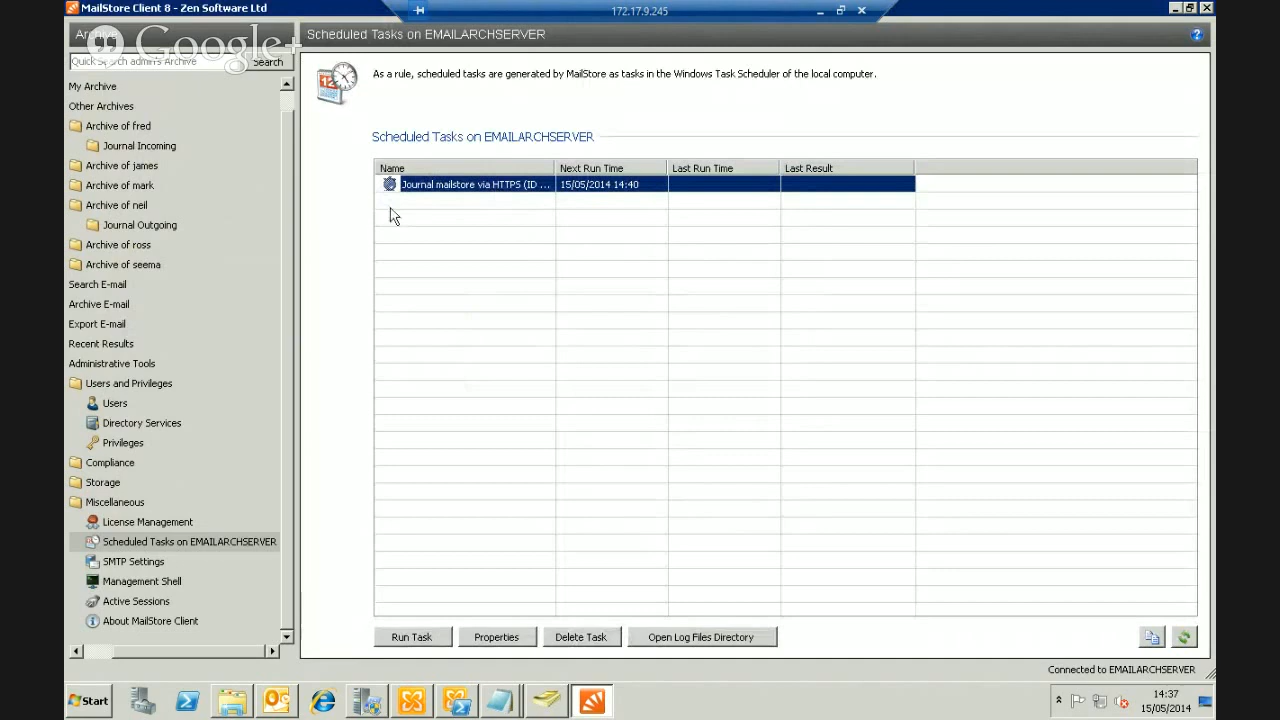 MailStore Client 8 - Zen Software Ltd
172.17.9.245
Archive
Google+
Scheduled Tasks on EMAILARCHSERVER
Quick Search admin's Archive
Search
As a rule, scheduled tasks are generated by MailStore as tasks in the Windows Task Scheduler of the local computer.
My Archive
Other Archives
Archive of fred
Journal Incoming
Archive of james
Archive of mark
Archive of neil
Journal Outgoing
Archive of ross
Archive of seema
Search E-mail
Archive E-mail
Export E-mail
Recent Results
Administrative Tools
Users and Privileges
Users
Directory Services
Privileges
Compliance
Storage
Miscellaneous
License Management
Scheduled Tasks on EMAILARCHSERVER
SMTP Settings
Management Shell
Active Sessions
About MailStore Client
Scheduled Tasks on EMAILARCHSERVER
Name Next Run Time Last Run Time Last Result
Journal mailstore via HTTPS (ID ... 15/05/2014 14:40
Run Task Properties Delete Task Open Log Files Directory
Connected to EMAILARCHSERVER
Start
14:37
15/05/2014